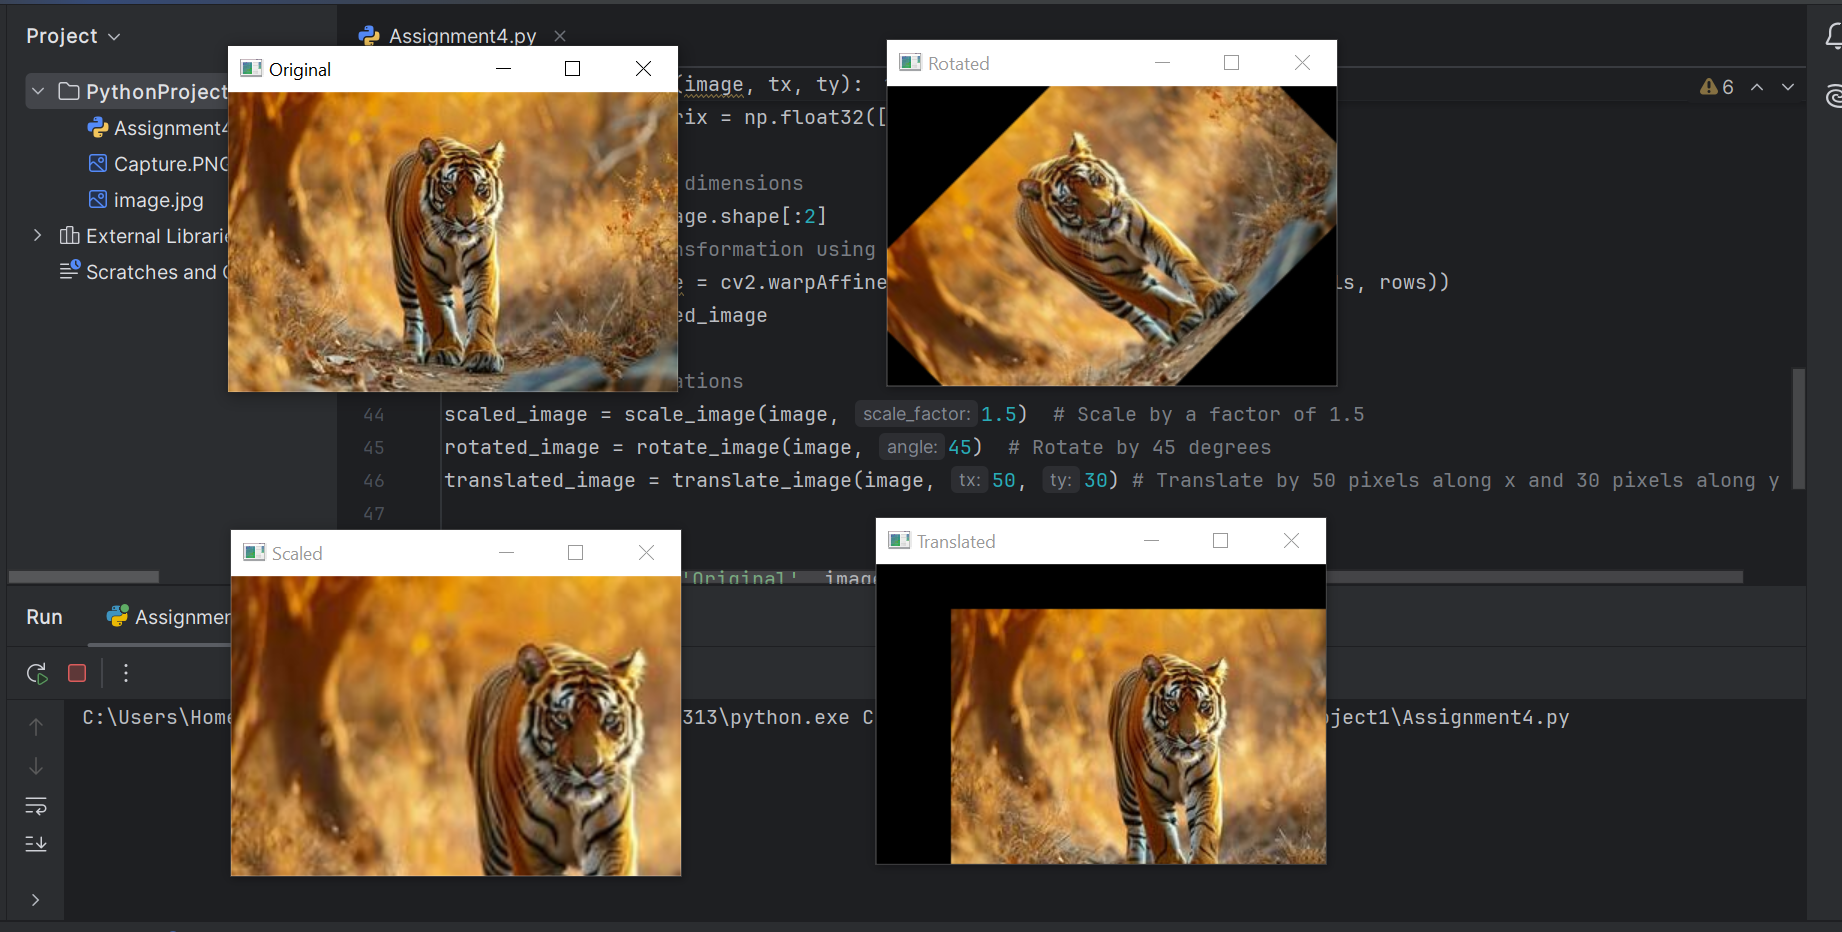 Project
Assignment4.py
Original
Rotated
PythonProject
(image, tx, ty):
6
rix = np.float32([
Assignment4
Capture.PNG
dimensions
image.jpg
age.shape[:2]
External Librarie
nsformation using
Scratches and C
e = cv2.warpAffine
ls, rows))
ed_image
ations
44 scaled_image = scale_image(image, scale_factor: 1.5) # Scale by a factor of 1.5
45 rotated_image = rotate_image(image, angle: 45) # Rotate by 45 degrees
46 translated_image = translate_image(image, tx: 50, ty: 30) # Translate by 50 pixels along x and 30 pixels along y
47
Scaled
Translated
'Original', image
Run
Assignmen
C:\Users\Home
313\python.exe C
oject1\Assignment4.py